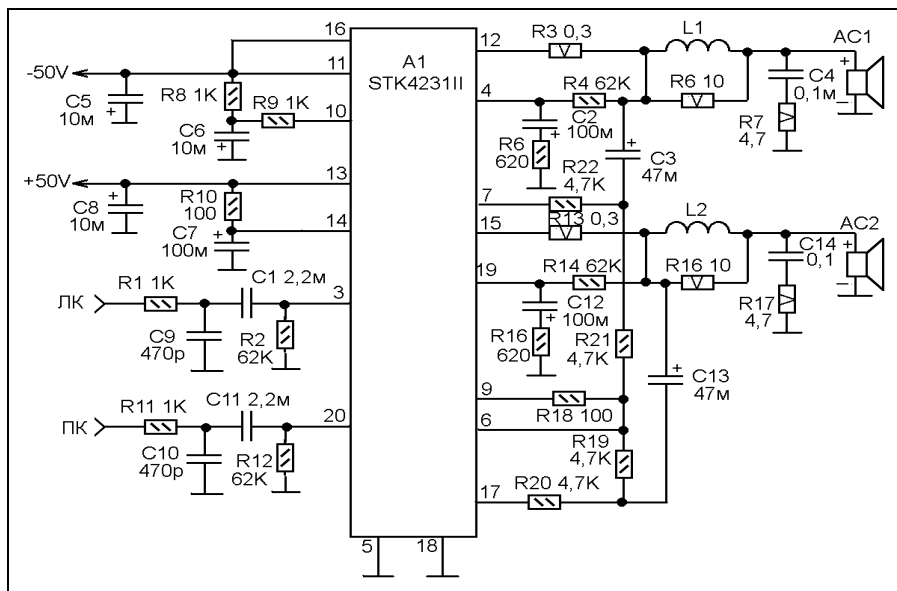 16
12
R3 0,3
L1
AC1
A1
STK4231II
-50V
11
C5
10м
R8 1K
R9 1K
10
C6
10м
4
R4 62K
R6 10
C4
0,1м
C2
100м
R7
4,7
R6
620
R22
4,7K
C3
47м
+50V
13
C8
10м
R10
100
7
14
C7
100м
15
R13 0,3
L2
AC2
R1 1K
C1 2,2м
ЛК
3
19
R14 62K
R16 10
C14
0,1
C12
100м
R17
4,7
C9
470р
R2
62K
R16
620
R21
4,7K
C13
47м
R11 1K
C11 2,2м
ПК
20
9
R18 100
6
C10
470р
R12
62K
R19
4,7K
R20 4,7K
17
5
18